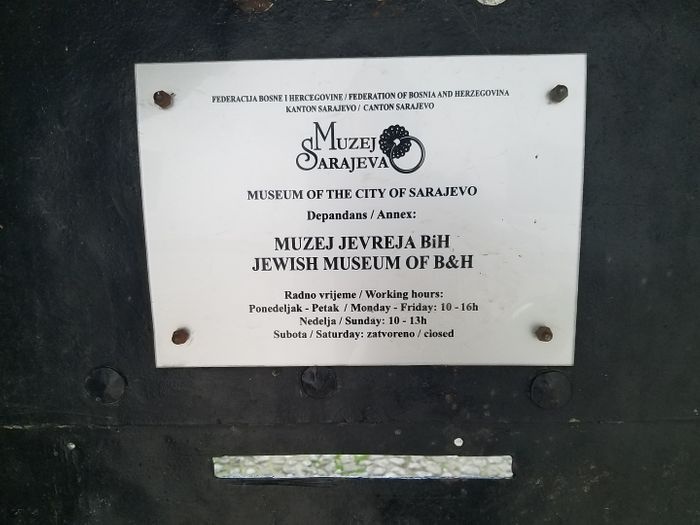 FEDERACIJA BOSNE I HERCEGOVINE / FEDERATION OF BOSNIA AND HERZEGOVINA
KANTON SARAJEVO / CANTON SARAJEVO
MUZEJ
SARAJEVA
MUSEUM OF THE CITY OF SARAJEVO
Depandans / Annex:
MUZEJ JEVREJA BiH
JEWISH MUSEUM OF B&H
Radno vrijeme / Working hours:
Ponedeljak - Petak / Monday - Friday: 10 - 16h
Nedelja / Sunday: 10 - 13h
Subota / Saturday: zatvoreno / ciosed